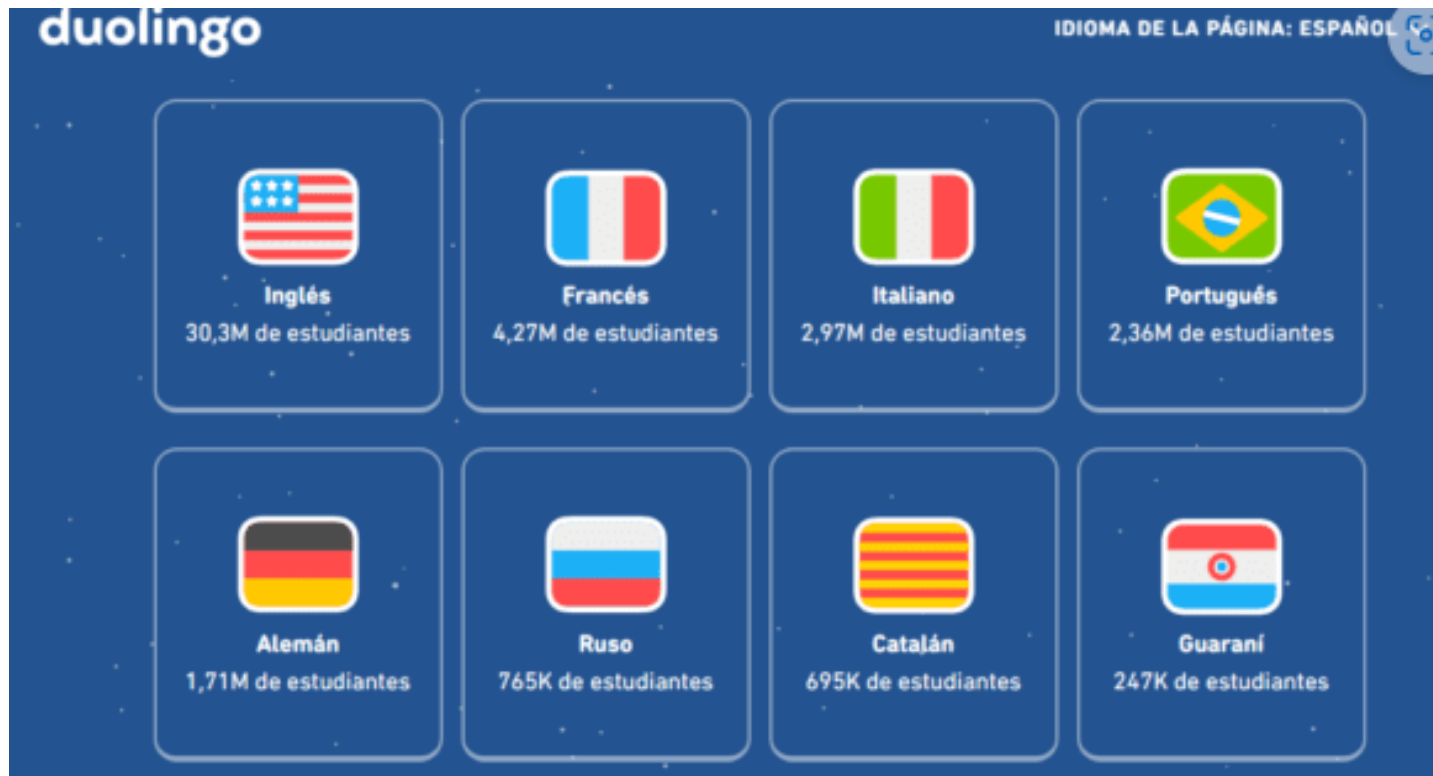 duolingo
IDIOMA DE LA PÁGINA: ESPAÑOL
Inglés
30,3M de estudiantes
Francés
4,27M de estudiantes
Italiano
2,97M de estudiantes
Portugués
2,36M de estudiantes
Alemán
1,71M de estudiantes
Ruso
765K de estudiantes
Catalán
695K de estudiantes
Guaraní
247K de estudiantes